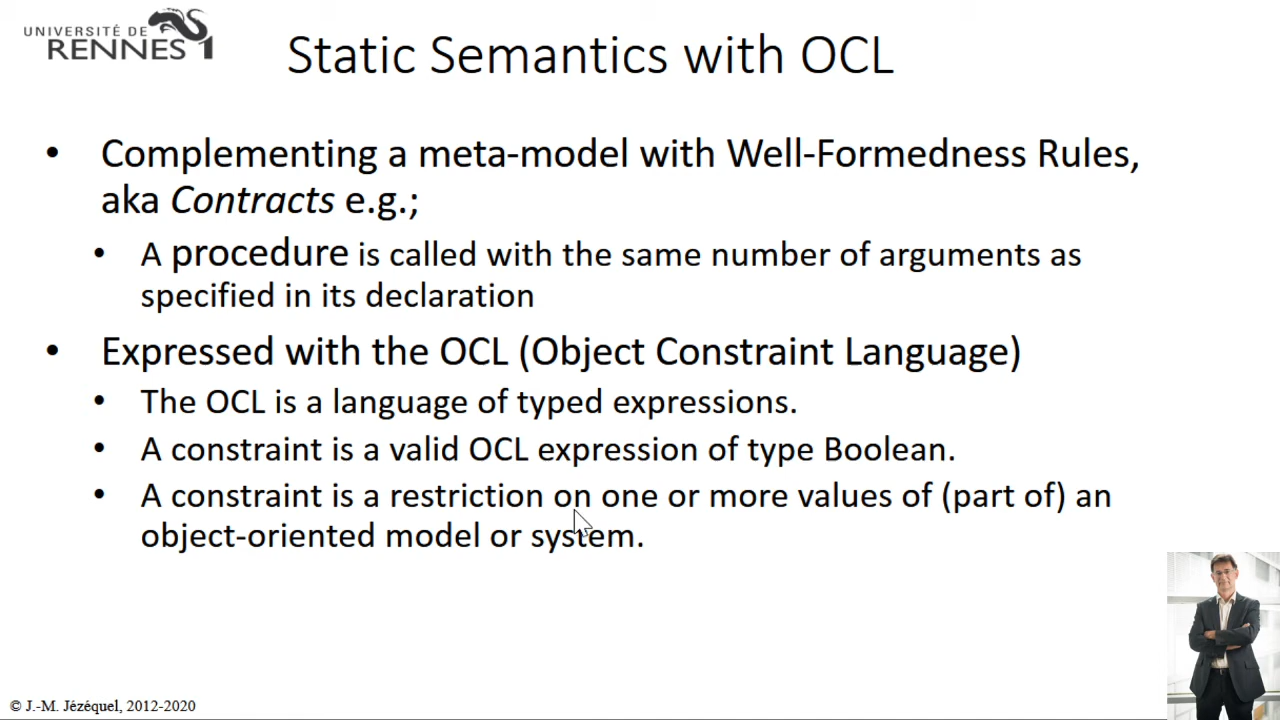 UNIVERSITÉ DE
RENNES 1
Static Semantics with OCL
• Complementing a meta-model with Well-Formedness Rules,
aka Contracts e.g.;
• A procedure is called with the same number of arguments as
specified in its declaration
• Expressed with the OCL (Object Constraint Language)
• The OCL is a language of typed expressions.
• A constraint is a valid OCL expression of type Boolean.
• A constraint is a restriction on one or more values of (part of) an
object-oriented model or system.
© J.-M. Jézéquel, 2012-2020